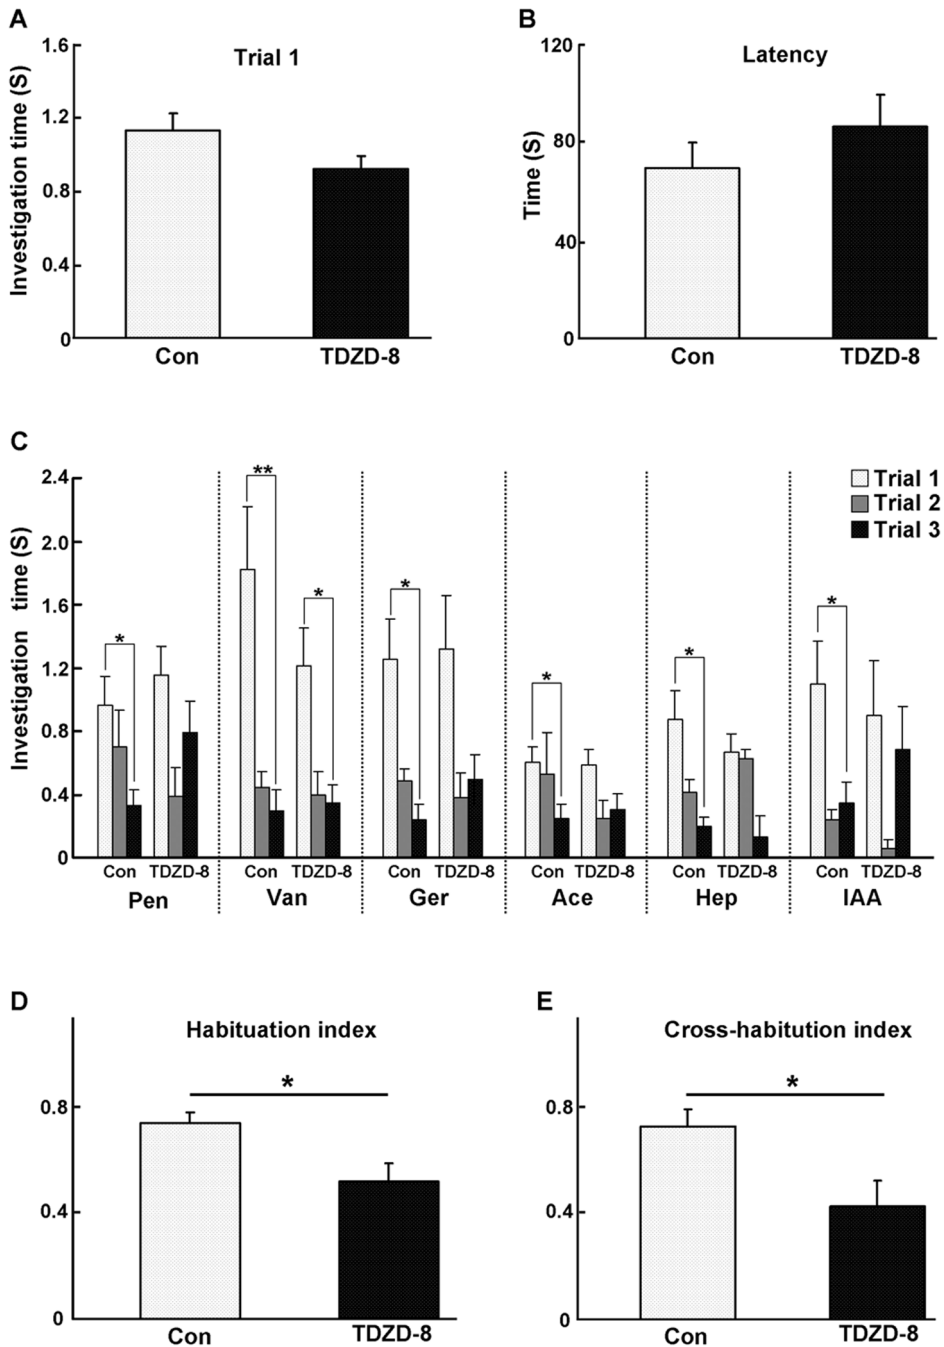 A
Trial 1
Investigation time (S)
1.6
1.2
0.8
0.4
0
Con TDZD-8
B
Latency
Time (S)
120
80
40
0
Con TDZD-8
C
Investigation time (S)
2.4
2.0
1.6
1.2
0.8
0.4
0
Trial 1
Trial 2
Trial 3
* ** * * * * *
Con TDZD-8 Con TDZD-8 Con TDZD-8 Con TDZD-8 Con TDZD-8 Con TDZD-8
Pen Van Ger Ace Hep IAA
D
Habituation index
*
0.8
0.4
0
Con TDZD-8
E
Cross-habitution index
*
0.8
0.4
0
Con TDZD-8